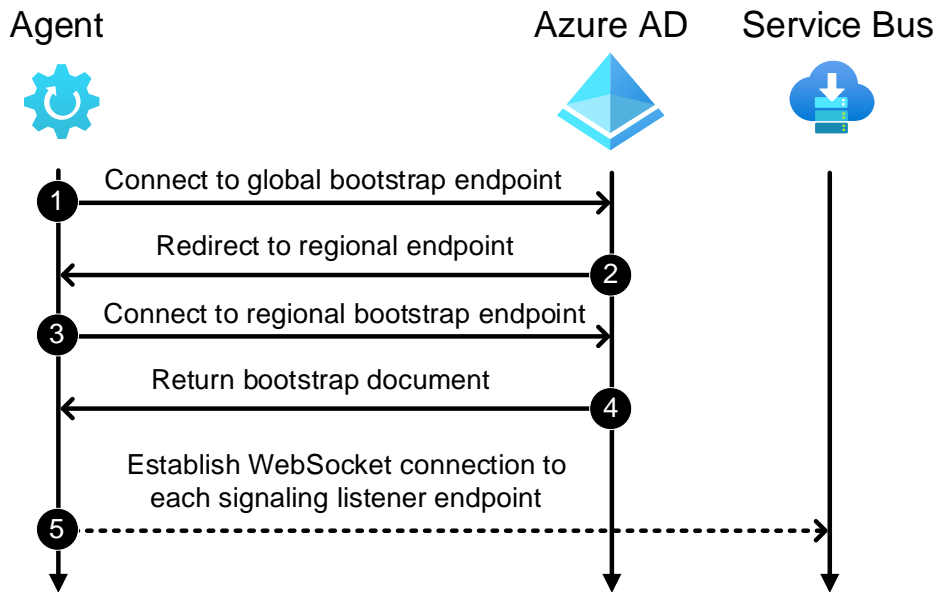 Agent
Azure AD
Service Bus
Connect to global bootstrap endpoint
1
Redirect to regional endpoint
2
Connect to regional bootstrap endpoint
3
Return bootstrap document
4
Establish WebSocket connection to
each signaling listener endpoint
5